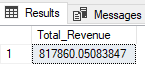 Results Messages
Total_Revenue
1 817860.05083847